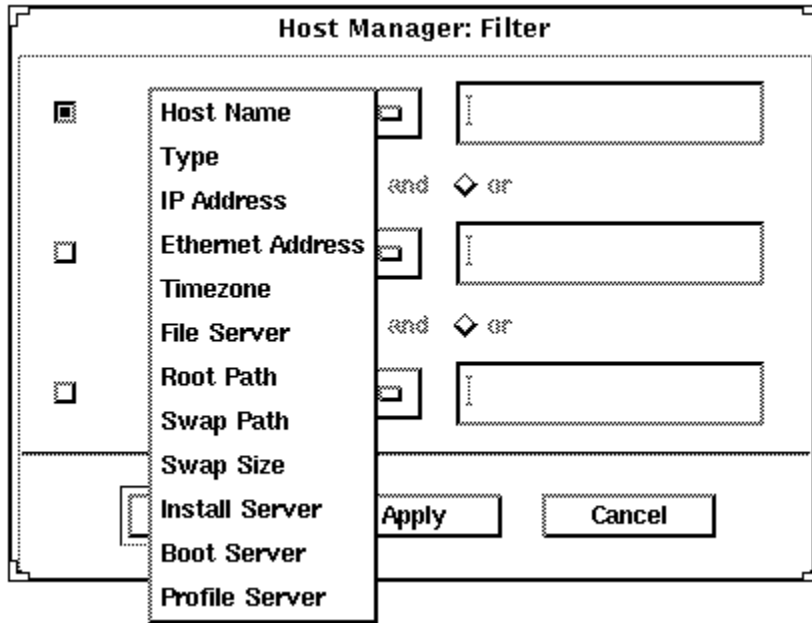 Host Manager: Filter
Host Name
Type
and or
IP Address
Ethernet Address
Timezone
File Server
and or
Root Path
Swap Path
Swap Size
Install Server
Apply
Cancel
Boot Server
Profile Server